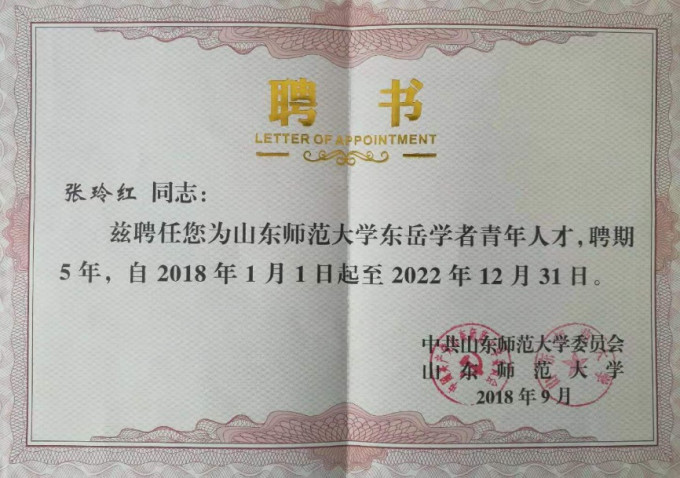 聘书
LETTER OF APPOINTMENT
张玲红 同志：
兹聘任您为山东师范大学东岳学者青年人才，聘期
5年，自2018年1月1日起至2022年12月31日。
中共山东师范大学委员会
山东师范大学
2018年9月